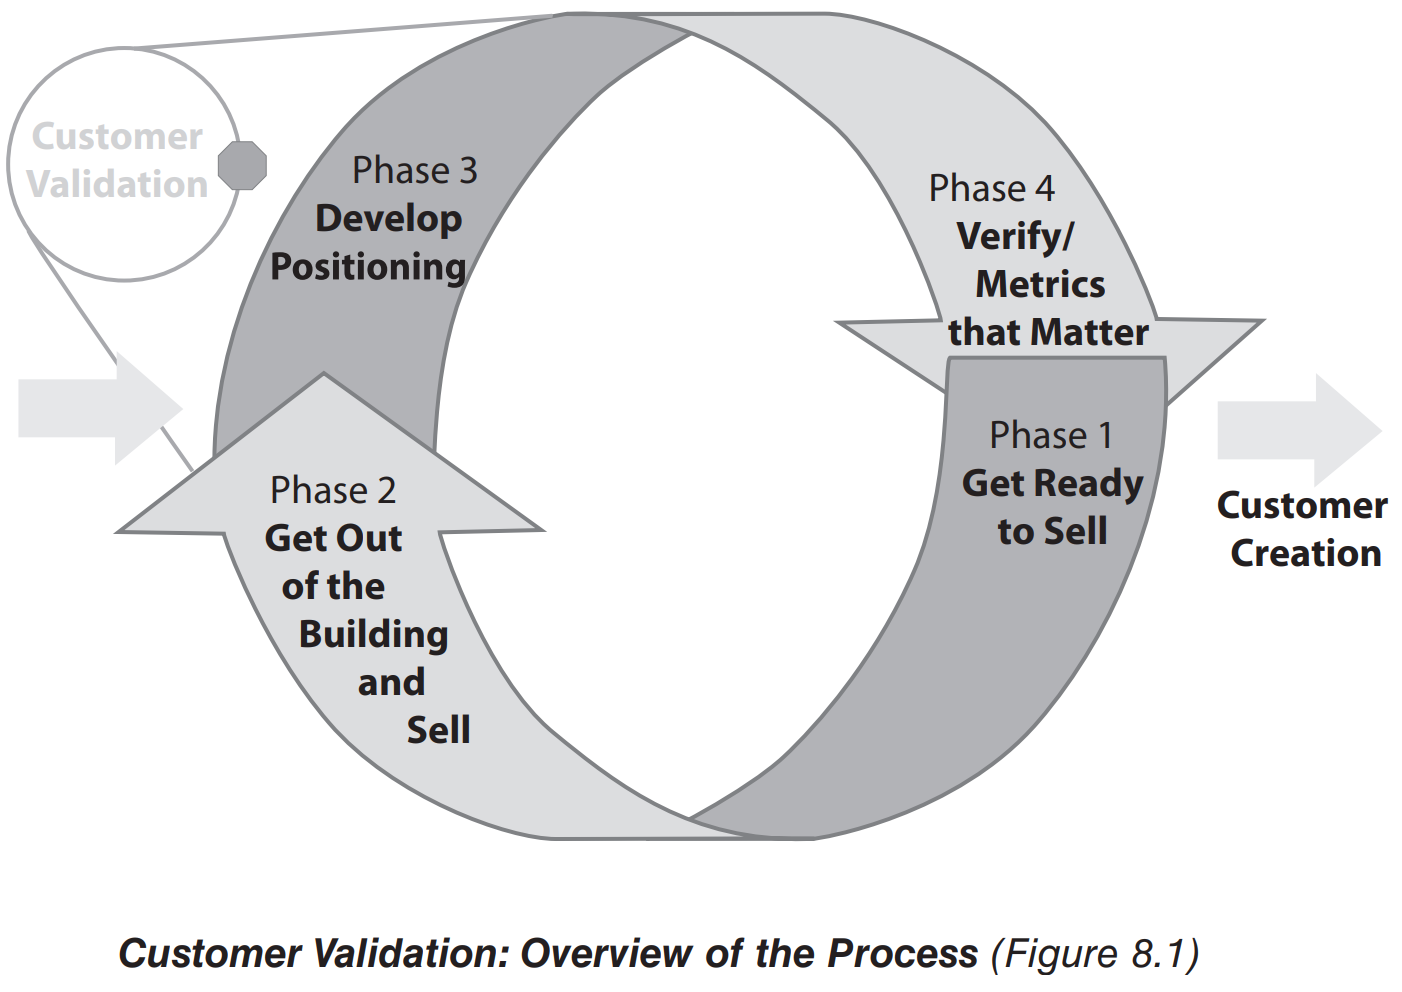 Customer
Validation
Phase 3
Develop
Positioning
Phase 4
Verify/
Metrics
that Matter
Phase 2
Get Out
of the
Building
and
Sell
Phase 1
Get Ready
to Sell
Customer
Creation
Customer Validation: Overview of the Process (Figure 8.1)